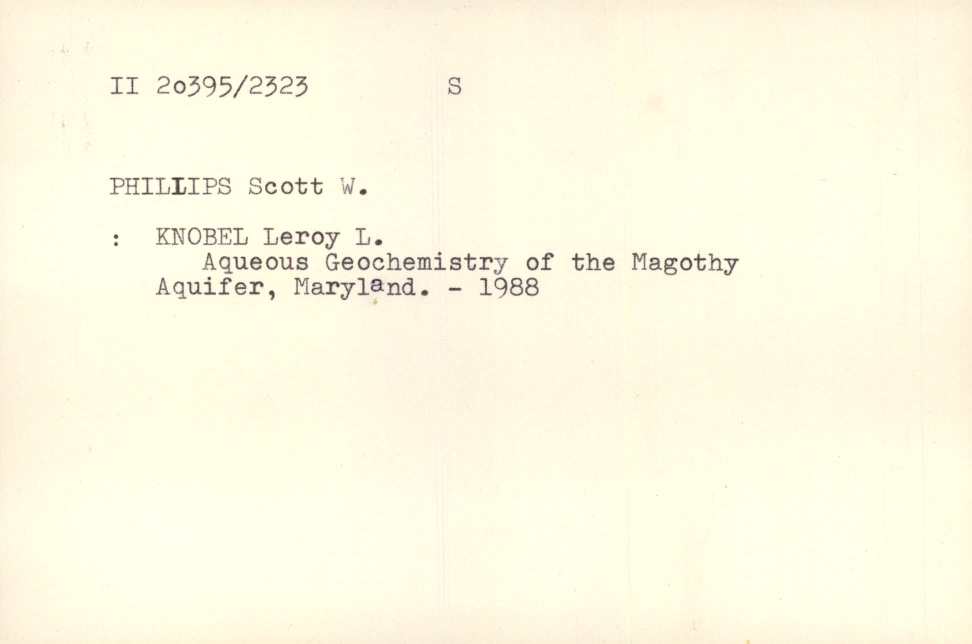 II 20395/2323 S
PHILLIPS Scott W.
: KNOBEL Leroy L.
Aqueous Geochemistry of the Magothy
Aquifer, Maryland. - 1988